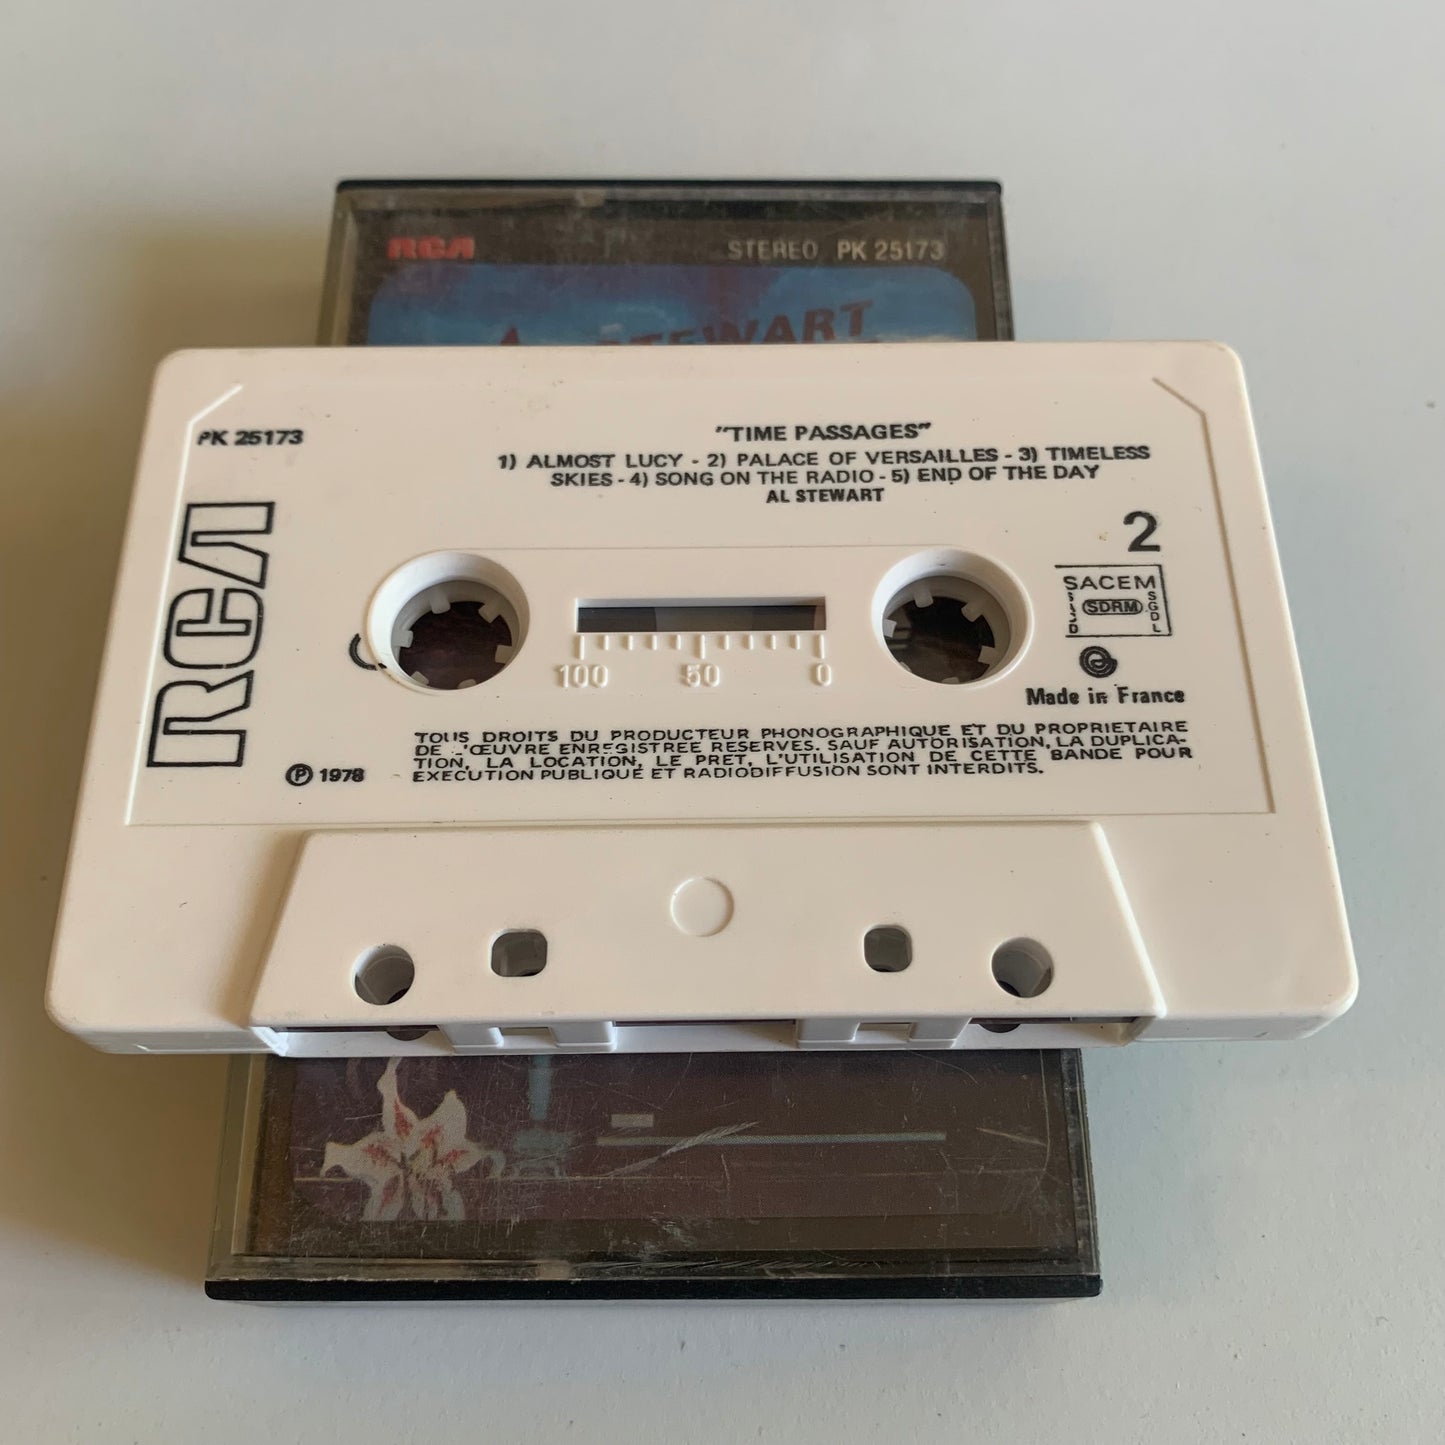 RCA
STEREO PK 25173
STEWART
PK 25173
"TIME PASSAGES"
1) ALMOST LUCY - 2) PALACE OF VERSAILLES - 3) TIMELESS
SKIES - 4) SONG ON THE RADIO - 5) END OF THE DAY
AL STEWART
2
RCA
SACEM
SDRM
SGDL
100 50 0
Made in France
TOUS DROITS DU PRODUCTEUR PHONOGRAPHIQUE ET DU PROPRIETAIRE
DE L'ŒUVRE ENREGISTREE RESERVES. SAUF AUTORISATION, LA DUPLICA-
TION, LA LOCATION, LE PRET, L'UTILISATION DE CETTE BANDE POUR
EXECUTION PUBLIQUE ET RADIODIFFUSION SONT INTERDITS.
℗ 1978